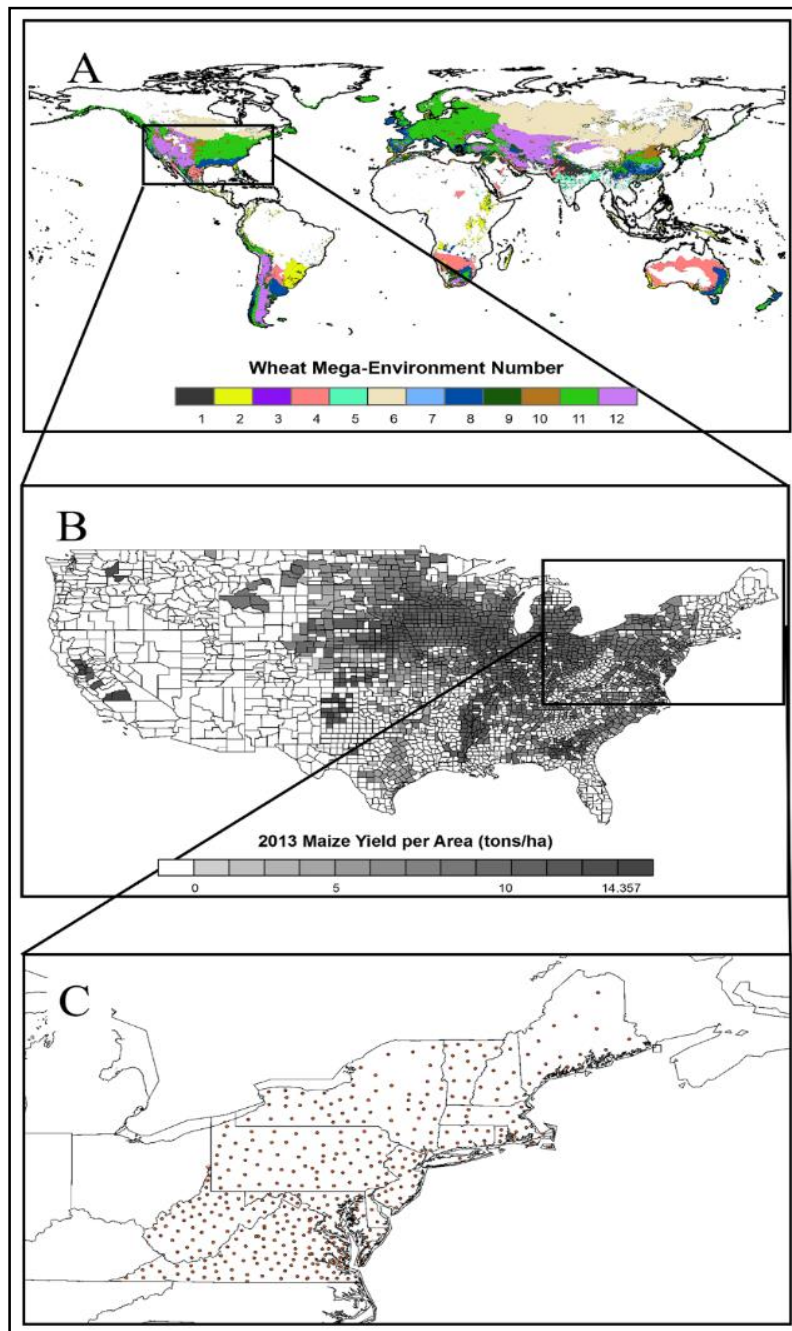 A
Wheat Mega-Environment Number
1 2 3 4 5 6 7 8 9 10 11 12
B
2013 Maize Yield per Area (tons/ha)
0 5 10 14.357
C